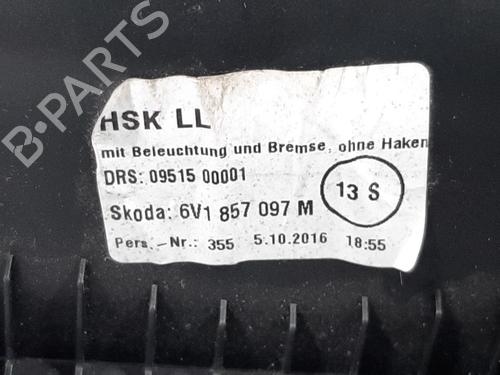 B-PARTS
HSK LL
mit Beleuchtung und Bremse, ohne Haken
DRS: 09515 00001
13 S
Skoda: 6V1 857 097 M
Pers.-Nr.: 355 5.10.2016 18:55